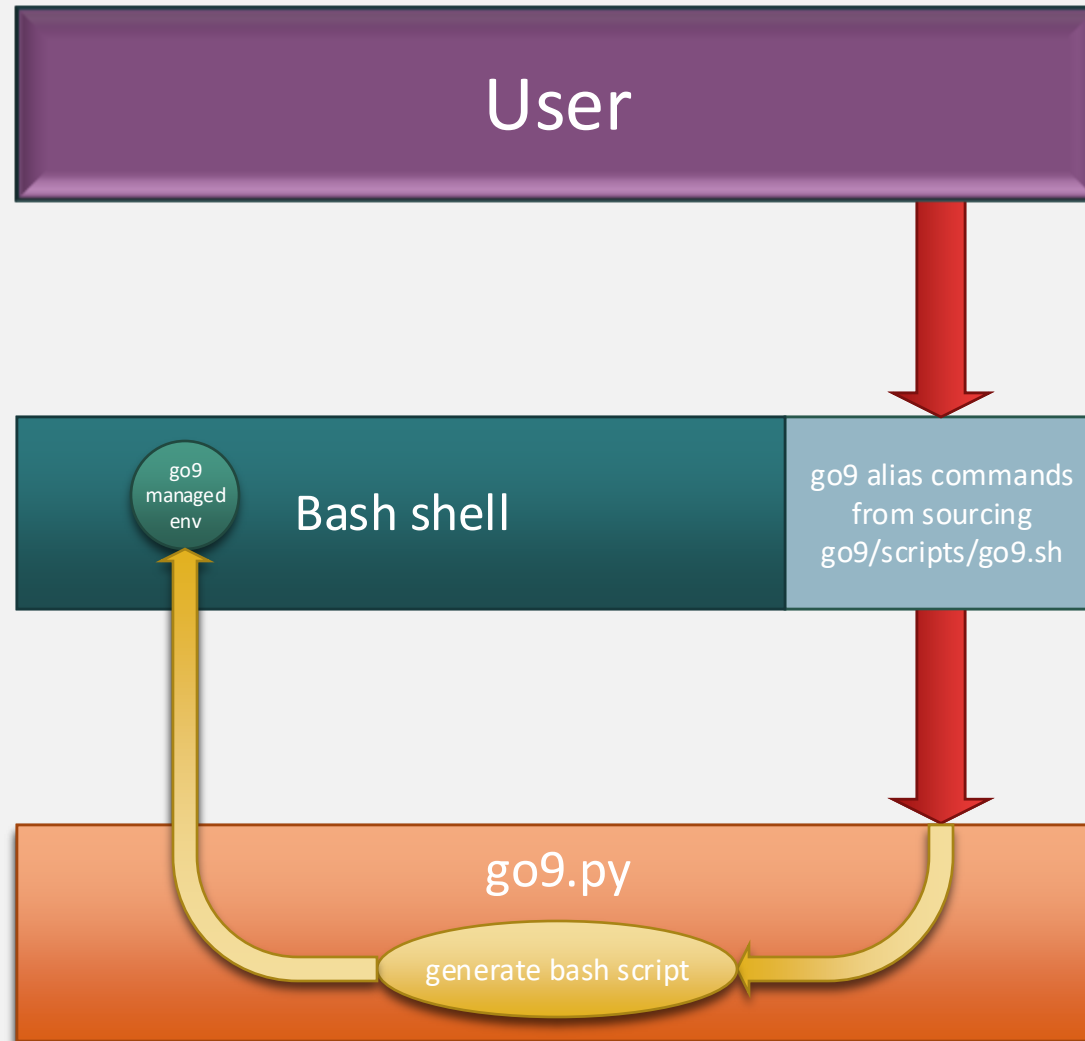 User
go9
managed
env
Bash shell
go9 alias commands
from sourcing
go9/scripts/go9.sh
go9.py
generate bash script